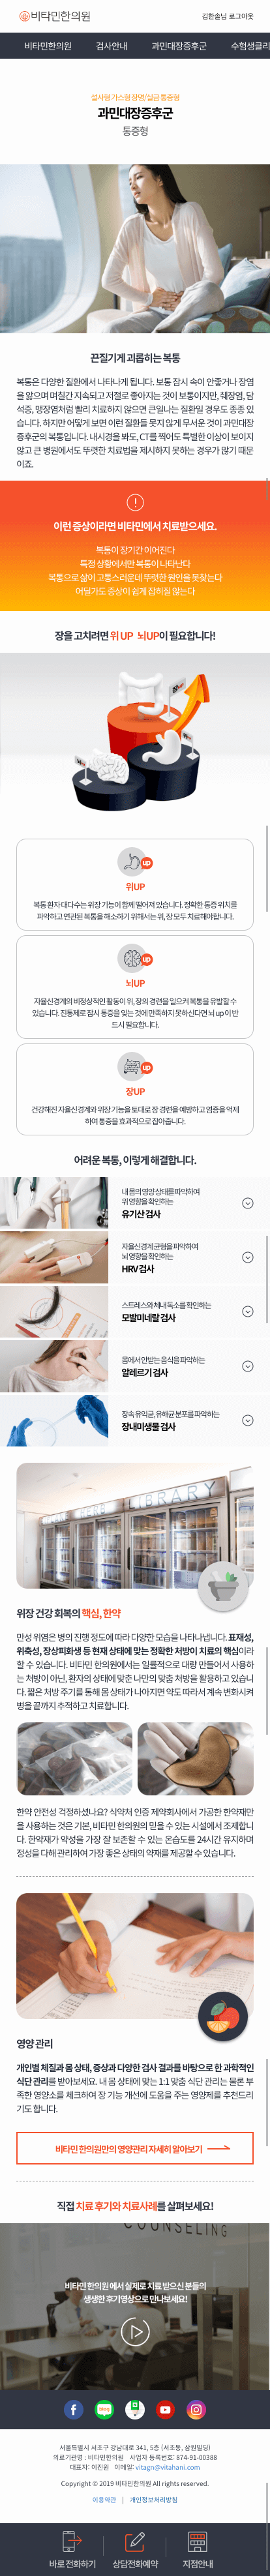 비타민한의원
김한솔님 로그아웃
비타민한의원 검사안내 과민대장증후군 수험생클리
설사형 가스형 창명/실금 통증형
과민대장증후군
통증형
끈질기게 괴롭히는 복통
복통은 다양한 질환에서 나타나게 됩니다. 보통 잠시 속이 안좋거나 장염
을 앓으며 며칠간 지속되고 저절로 좋아지는 것이 보통이지만, 췌장염, 담
석증, 맹장염처럼 빨리 치료하지 않으면 큰일나는 질환일 경우도 종종 있
습니다. 하지만 어떻게 보면 이런 질환들 못지 않게 무서운 것이 과민대장
증후군의 복통입니다. 내시경을 봐도, CT를 찍어도 특별한 이상이 보이지
않고 큰 병원에서도 뚜렷한 치료법을 제시하지 못하는 경우가 많기 때문
이죠.
이런 증상이라면 비타민에서 치료받으세요.
복통이 장기간 이어진다
특정 상황에서만 복통이 나타난다
복통으로 삶이 고통스러운데 뚜렷한 원인을 못찾는다
어딜가도 증상이 쉽게 잡히질 않는다
장을 고치려면 위 UP 뇌UP이 필요합니다!
up
위UP
복통 환자 대다수는 위장 기능이 함께 떨어져 있습니다. 정확한 통증 위치를
파악하고 연관된 복통을 해소하기 위해서는 위, 장 모두 치료해야합니다.
up
뇌UP
자율신경계의 비정상적인 활동이 위, 장의 경련을 일으켜 복통을 유발할 수
있습니다. 진통제로 잠시 통증을 잊는 것에 만족하지 못하신다면 뇌 up이 반
드시 필요합니다.
up
장UP
건강해진 자율신경계와 위장 기능을 토대로 장 경련을 예방하고 염증을 억제
하여 통증을 효과적으로 잡아줍니다.
어려운 복통, 이렇게 해결합니다.
내 몸의 영양 상태를 파악하여
위 영향을 확인하는
유기산 검사
자율신경계 균형을 파악하여
뇌 영향을 확인하는
HRV 검사
스트레스와 체내 독소를 확인하는
모발미네랄 검사
몸에서 안받는 음식을 파악하는
알레르기 검사
장속 유익균,유해균 분포를 파악하는
장내미생물 검사
HERB LIBRARY
위장 건강 회복의 핵심, 한약
만성 위염은 병의 진행 정도에 따라 다양한 모습을 나타나냅니다. 표재성,
위축성, 장상피화생 등 현재 상태에 맞는 정확한 처방이 치료의 핵심이라
할 수 있습니다. 비타민 한의원에서는 일률적으로 대량 만들어서 사용하
는 처방이 아닌, 환자의 상태에 맞춘 나만의 맞춤 처방을 활용하고 있습니
다. 짧은 처방 주기를 통해 몸 상태가 나아지면 약도 따라서 계속 변화시켜
병을 끝까지 추적하고 치료합니다.
한약 안전성 걱정하셨나요? 식약처 인증 제약회사에서 가공한 한약재만
을 사용하는 것은 기본, 비타민 한의원의 믿을 수 있는 시설에서 조제합니
다. 한약재가 약성을 가장 잘 보존할 수 있는 온습도를 24시간 유지하며
정성을 다해 관리하여 가장 좋은 상태의 약재를 제공할 수 있습니다.
영양 관리
개인별 체질과 몸 상태, 증상과 다양한 검사 결과를 바탕으로 한 과학적인
식단 관리를 받아보세요. 내 몸 상태에 맞는 1:1 맞춤 식단 관리는 물론 부
족한 영양소를 체크하여 장 기능 개선에 도움을 주는 영양제를 추천드리
기도 합니다.
비타민 한의원만의 영양관리 자세히 알아보기
직접 치료 후기와 치료사례를 살펴보세요!
COUNSELING
비타민 한의원 에서 실제로 치료 받으신 분들의
생생한 후기영상으로 만나보세요!
서울특별시 서초구 강남대로 341, 5층 (서초동, 삼원빌딩)
의료기관명 : 비타민한의원 사업자 등록번호: 874-91-00388
대표자: 이진원 이메일: vitagn@vitahani.com
Copyright © 2019 비타민한의원 All rights reserved.
이용약관 | 개인정보처리방침
바로 전화하기 상담 전화예약 지점안내